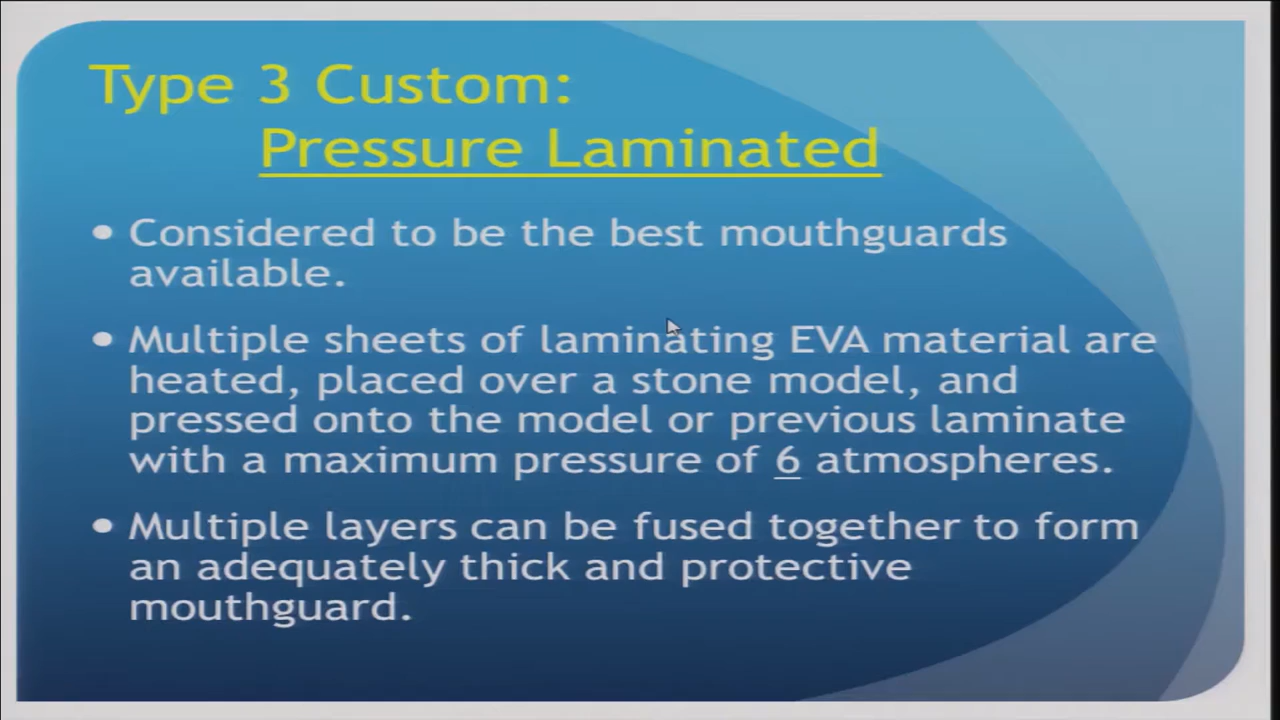 Type 3 Custom:
Pressure Laminated
• Considered to be the best mouthguards
available.
• Multiple sheets of laminating EVA material are
heated, placed over a stone model, and
pressed onto the model or previous laminate
with a maximum pressure of 6 atmospheres.
• Multiple layers can be fused together to form
an adequately thick and protective
mouthguard.